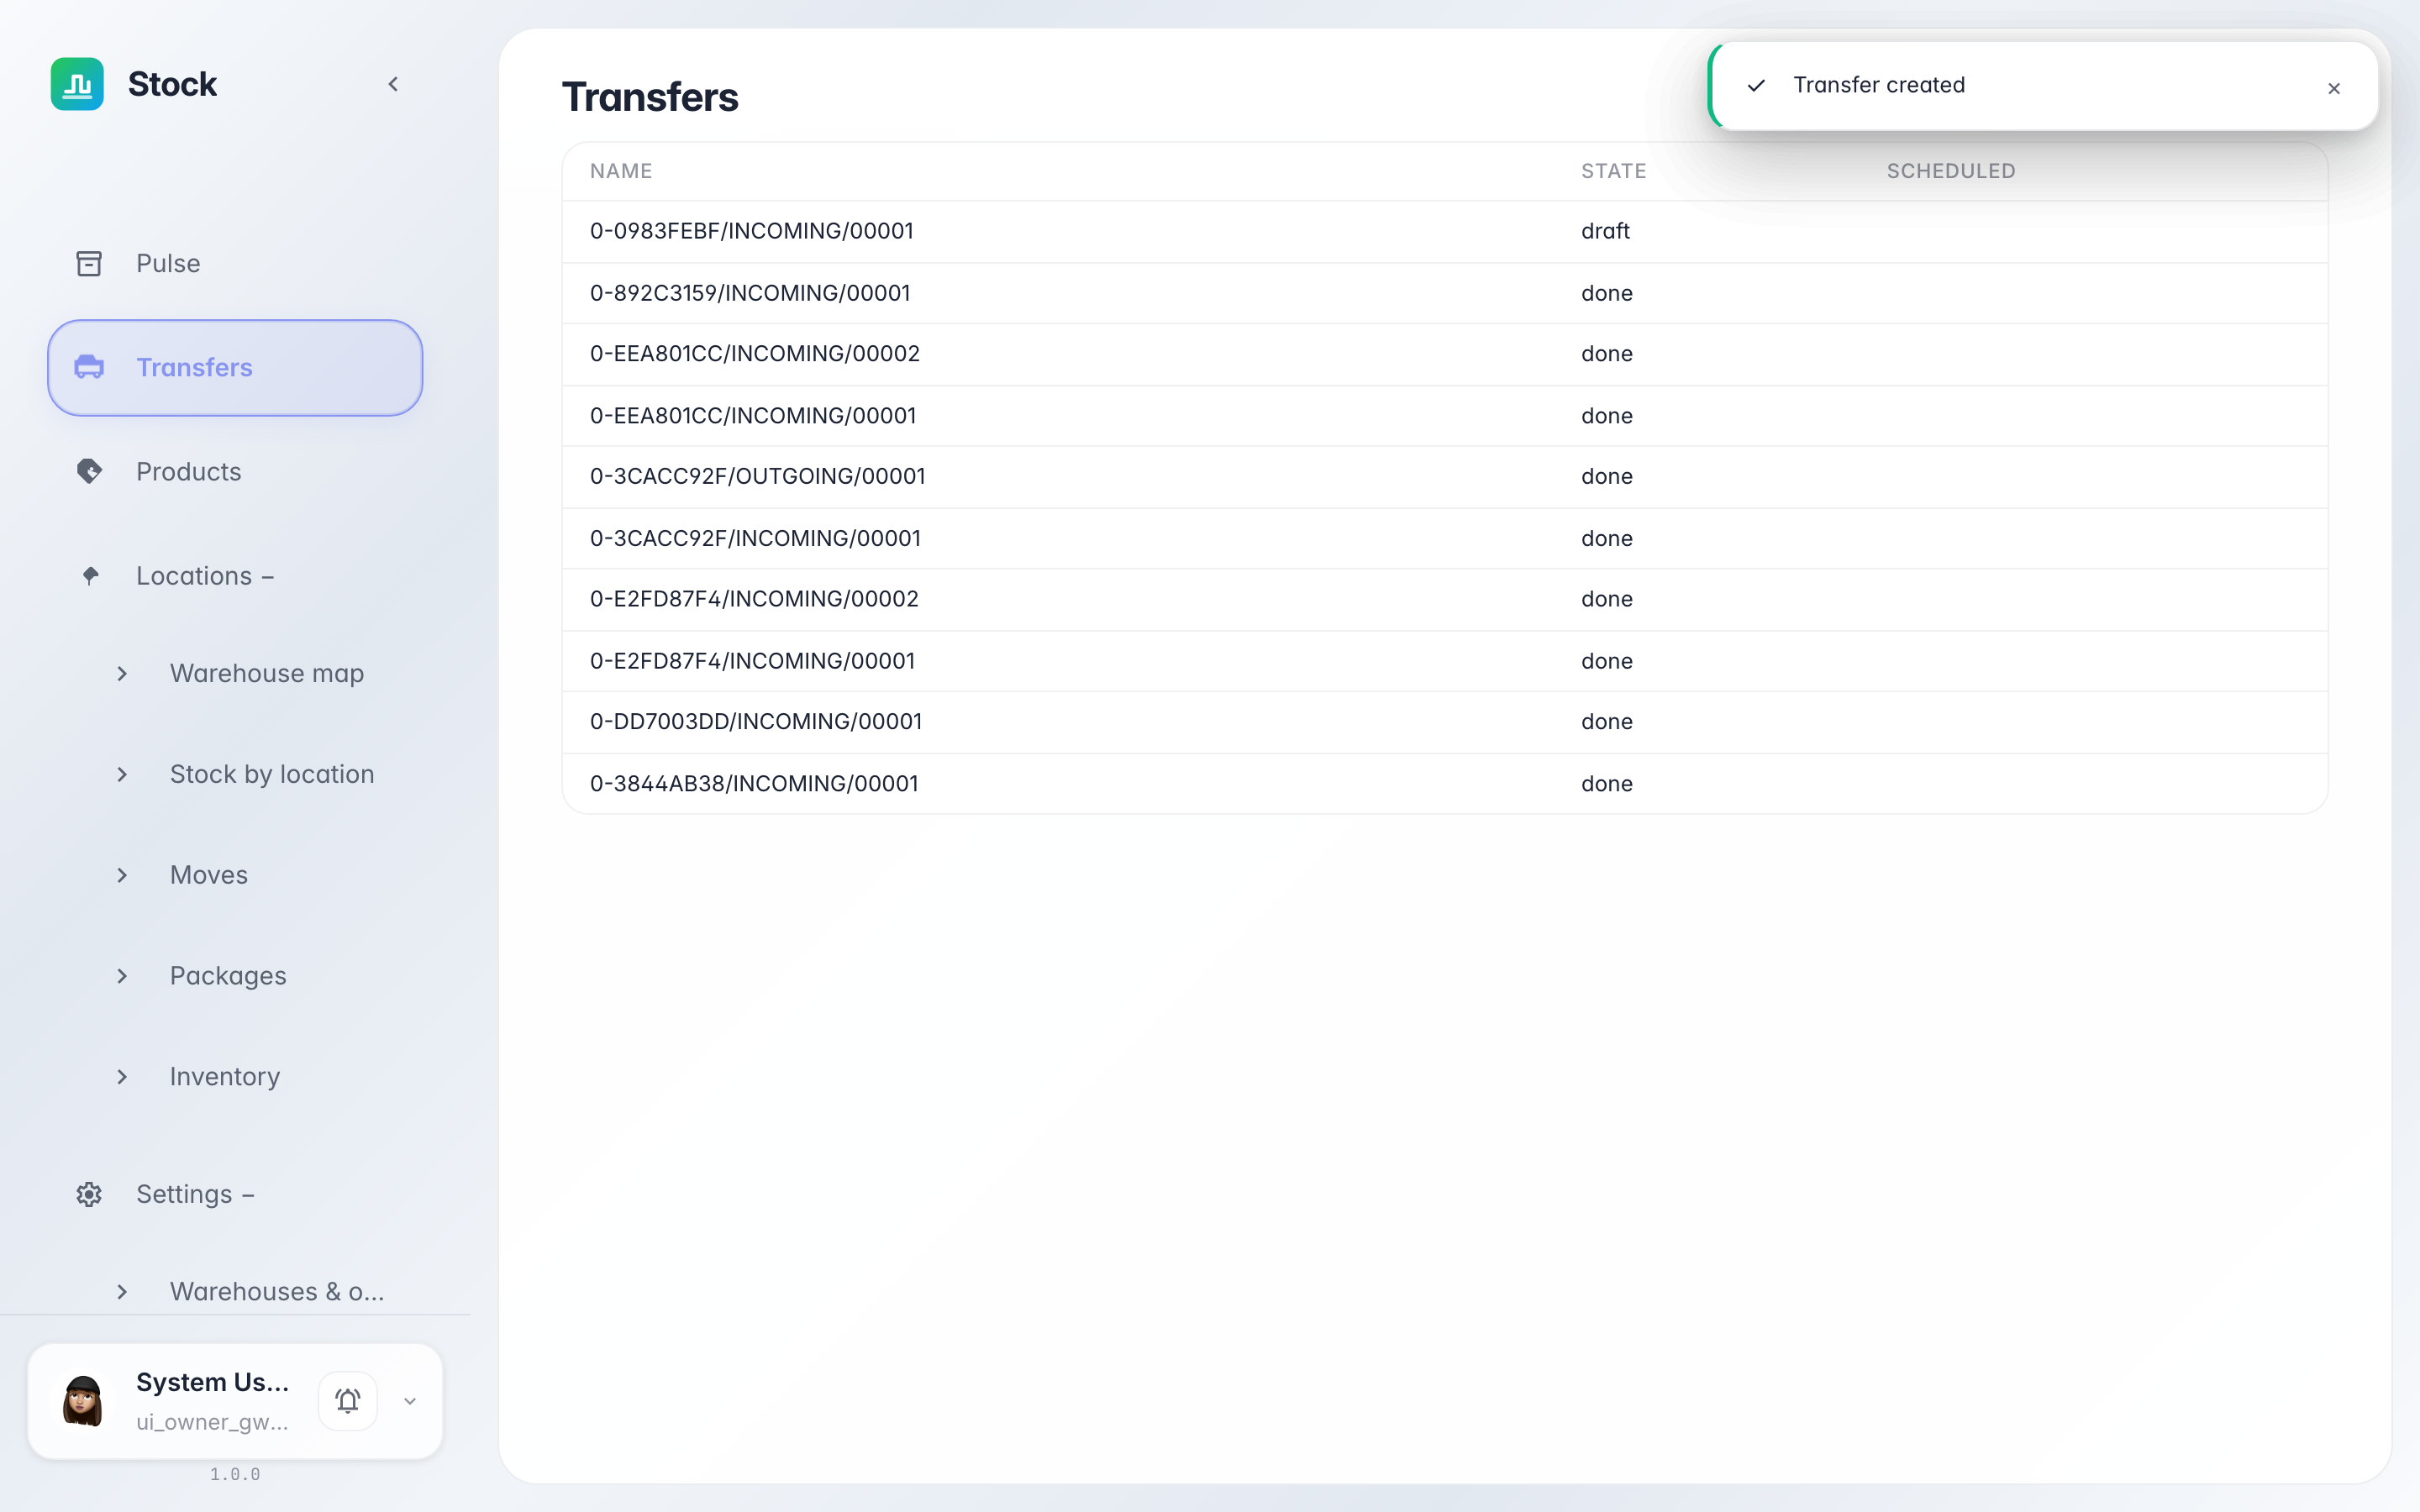 Stock
Pulse
Transfers
Products
Locations –
Warehouse map
Stock by location
Moves
Packages
Inventory
Settings –
Warehouses & o...
System Us...
ui_owner_gw...
1.0.0
Transfers
Transfer created
NAME STATE SCHEDULED
0-0983FEBF/INCOMING/00001 draft
0-892C3159/INCOMING/00001 done
0-EEA801CC/INCOMING/00002 done
0-EEA801CC/INCOMING/00001 done
0-3CACC92F/OUTGOING/00001 done
0-3CACC92F/INCOMING/00001 done
0-E2FD87F4/INCOMING/00002 done
0-E2FD87F4/INCOMING/00001 done
0-DD7003DD/INCOMING/00001 done
0-3844AB38/INCOMING/00001 done